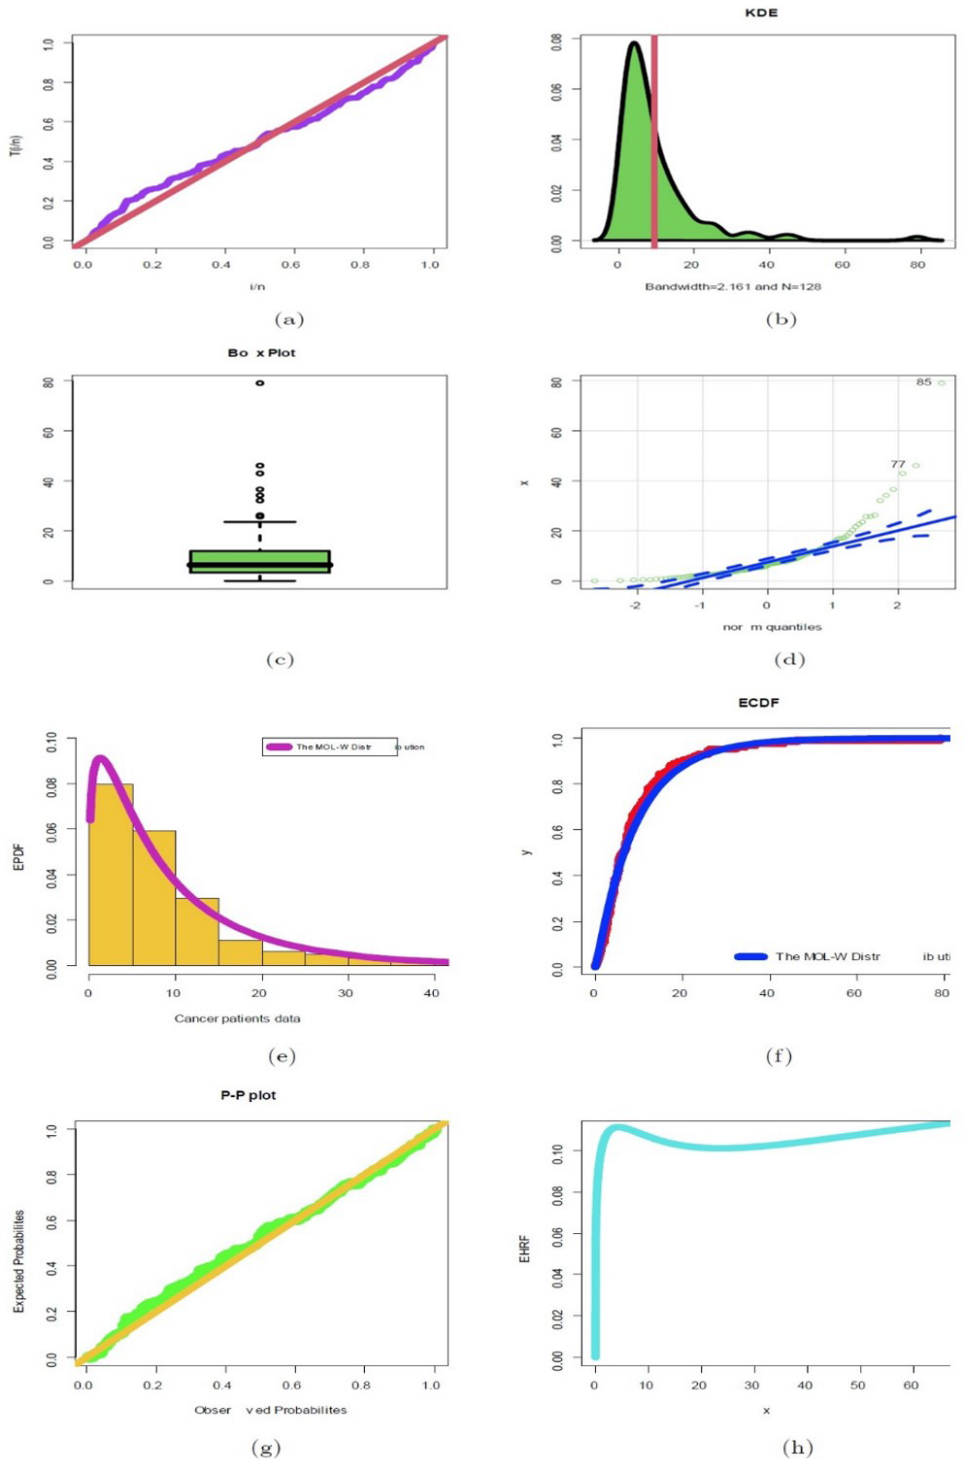 KDE
T(i/n)
0.0 0.2 0.4 0.6 0.8 1.0
0.0 0.2 0.4 0.6 0.8 1.0
i/n
(a)
0.00 0.02 0.04 0.06 0.08
0 20 40 60 80
Bandwidth=2.161 and N=128
(b)
Bo x Plot
0 20 40 60 80
(c)
x
0 20 40 60 80
85
77
-2 -1 0 1 2
nor m quantiles
(d)
EPDF
0.00 0.02 0.04 0.06 0.08 0.10
The MOL-W Distr ib ution
0 10 20 30 40
Cancer patients data
(e)
ECDF
y
0.0 0.2 0.4 0.6 0.8 1.0
The MOL-W Distr ib uti
0 20 40 60 80
(f)
P-P plot
Expected Probabilites
0.0 0.2 0.4 0.6 0.8 1.0
0.0 0.2 0.4 0.6 0.8 1.0
Obser v ed Probabilites
(g)
EHRF
0.00 0.02 0.04 0.06 0.08 0.10
0 10 20 30 40 50 60
x
(h)